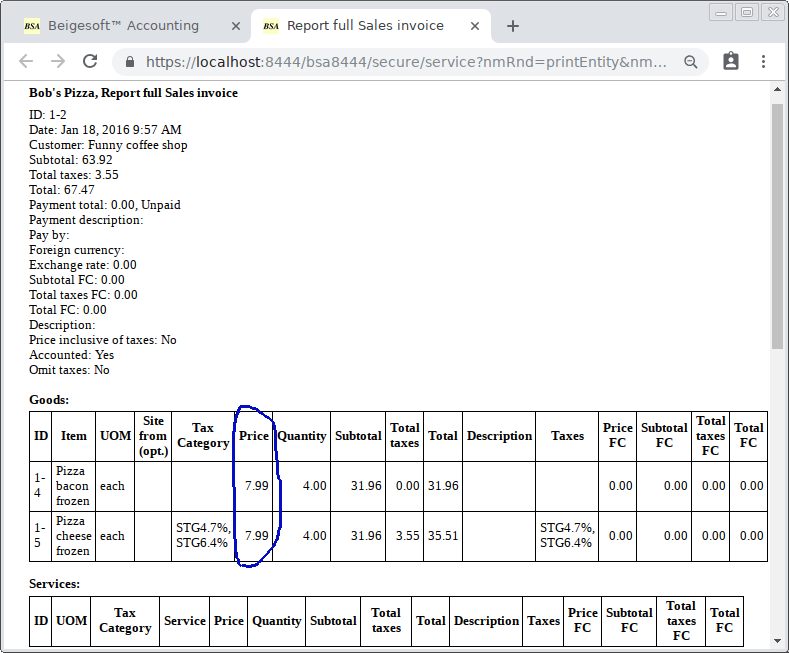 BSA Beigesoft™ Accounting
BSA Report full Sales invoice
https://localhost:8444/bsa8444/secure/service?nmRnd=printEntity&nm...
Bob's Pizza, Report full Sales invoice
ID: 1-2
Date: Jan 18, 2016 9:57 AM
Customer: Funny coffee shop
Subtotal: 63.92
Total taxes: 3.55
Total: 67.47
Payment total: 0.00, Unpaid
Payment description:
Pay by:
Foreign currency:
Exchange rate: 0.00
Subtotal FC: 0.00
Total taxes FC: 0.00
Total FC: 0.00
Description:
Price inclusive of taxes: No
Accounted: Yes
Omit taxes: No
Goods:
ID Item UOM Site from (opt.) Tax Category Price Quantity Subtotal Total taxes Total Description Taxes Price FC Subtotal FC Total taxes FC Total FC
1-4 Pizza bacon frozen each 7.99 4.00 31.96 0.00 31.96 0.00 0.00 0.00 0.00
1-5 Pizza cheese frozen each STG4.7%, STG6.4% 7.99 4.00 31.96 3.55 35.51 STG4.7%, STG6.4% 0.00 0.00 0.00 0.00
Services:
ID UOM Tax Category Service Price Quantity Subtotal Total taxes Total Description Taxes Price FC Subtotal FC Total taxes FC Total FC